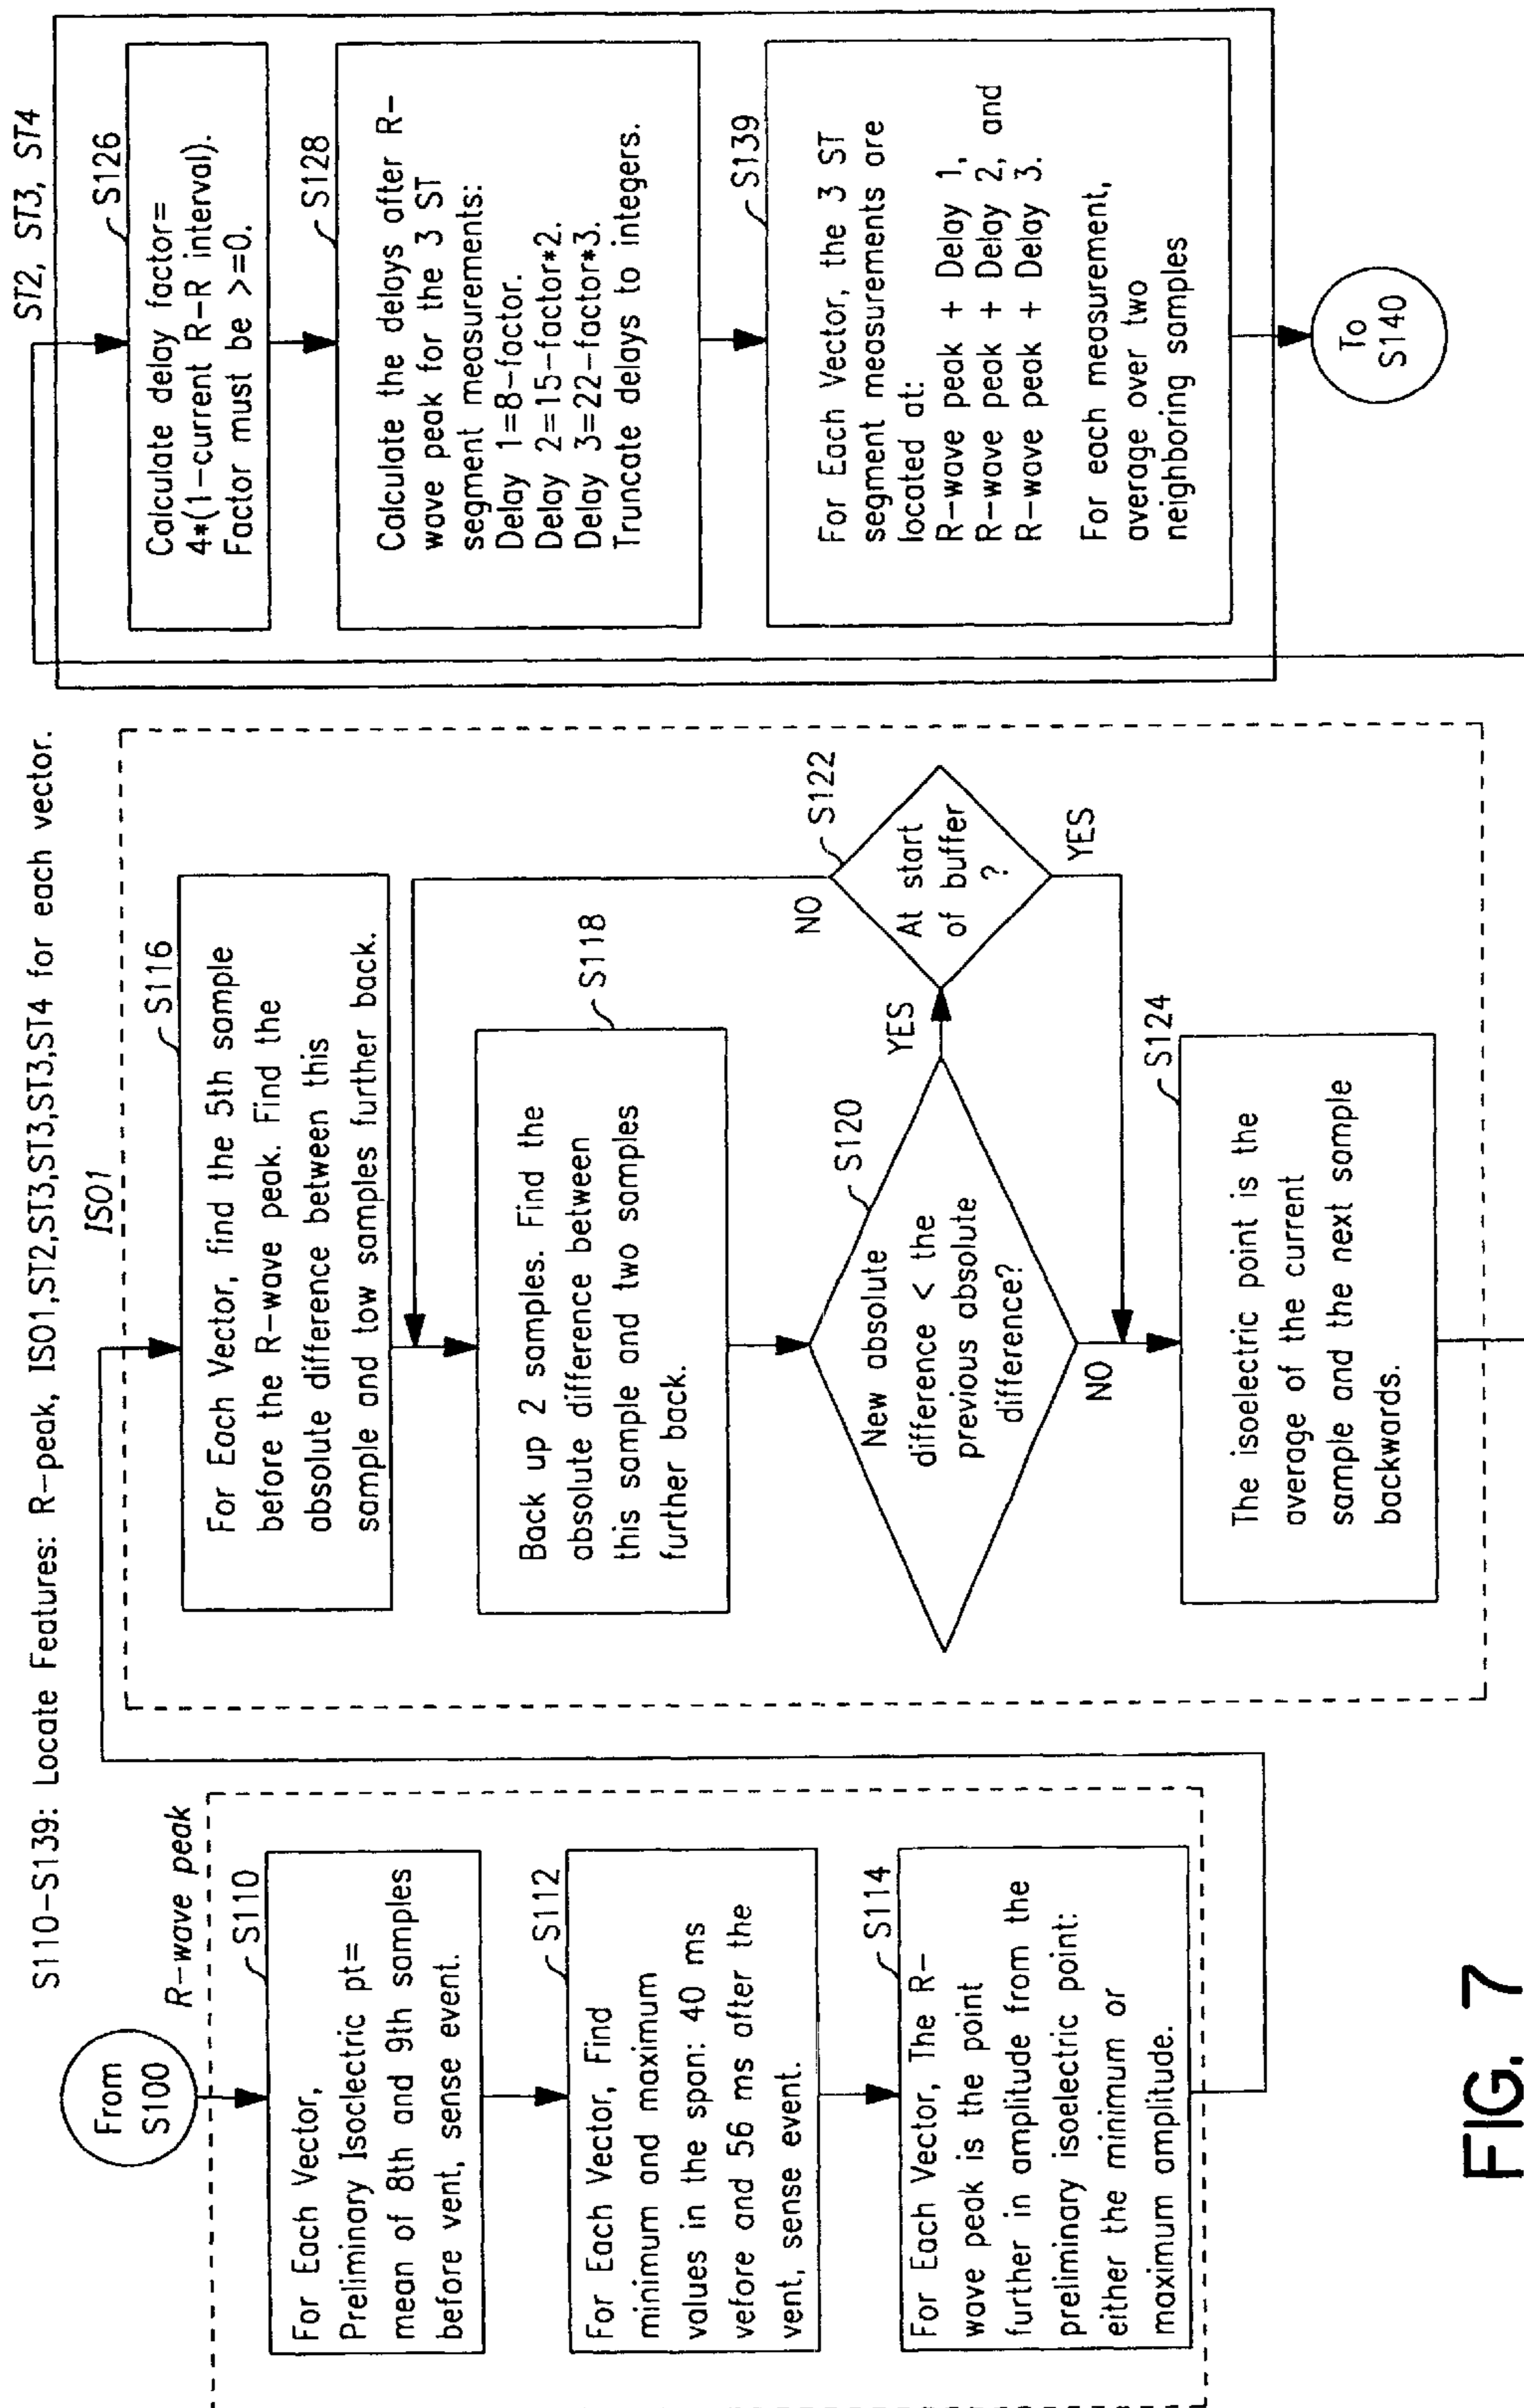 S110-S139: Locate Features: R-peak, ISO1,ST2,ST3,ST3,ST4 for each vector.
From
S100
R-wave peak
S110
For Each Vector,
Preliminary Isoclectric pt=
mean of 8th and 9th samples
before vent, sense event.
S112
For Each Vector, Find
minimum and maximum
values in the span: 40 ms
vefore and 56 ms after the
vent, sense event.
S114
For Each Vector, The R-
wave peak is the point
further in amplitude from the
preliminary isoelectric point:
either the minimum or
maximum amplitude.
ISO1
S116
For Each Vector, find the 5th sample
before the R-wave peak. Find the
absolute difference between this
sample and tow samples further back.
S118
Back up 2 samples. Find the
absolute difference between
this sample and two samples
further back.
S120
New absolute
difference < the
previous absolute
difference?
YES
NO
S122
At start
of buffer
?
NO
YES
S124
The isoelectric point is the
average of the current
sample and the next sample
backwards.
ST2, ST3, ST4
S126
Calculate delay factor=
4*(1-current R-R interval).
Factor must be >=0.
S128
Calculate the delays after R-
wave peak for the 3 ST
segment measurements:
Delay 1=8-factor.
Delay 2=15-factor*2.
Delay 3=22-factor*3.
Truncate delays to integers.
S139
For Each Vector, the 3 ST
segment measurements are
located at:
R-wave peak + Delay 1,
R-wave peak + Delay 2, and
R-wave peak + Delay 3.
For each measurement,
average over two
neighboring samples
To
S140
FIG. 7